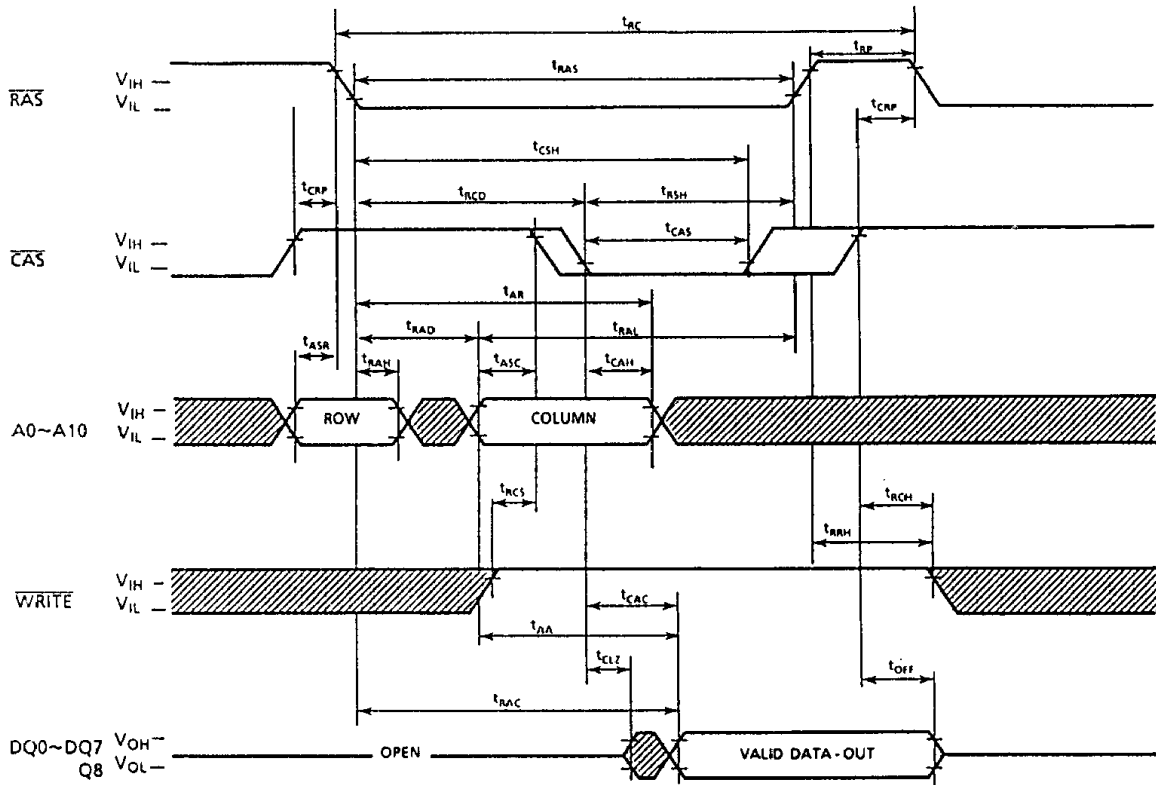 tRC
tRP
RAS
VIH
VIL
tRAS
tCRP
tCSH
tCRP
tRCD
tRSH
CAS
VIH
VIL
tCAS
tAR
tRAD
tRAL
tASR
tRAH
tASC
tCAH
A0~A10
VIH
VIL
ROW
COLUMN
tRCS
tRCH
tRRH
WRITE
VIH
VIL
tCAC
tAA
tCLZ
tOFF
tRAC
DQ0~DQ7
Q8
VOH
VOL
OPEN
VALID DATA-OUT